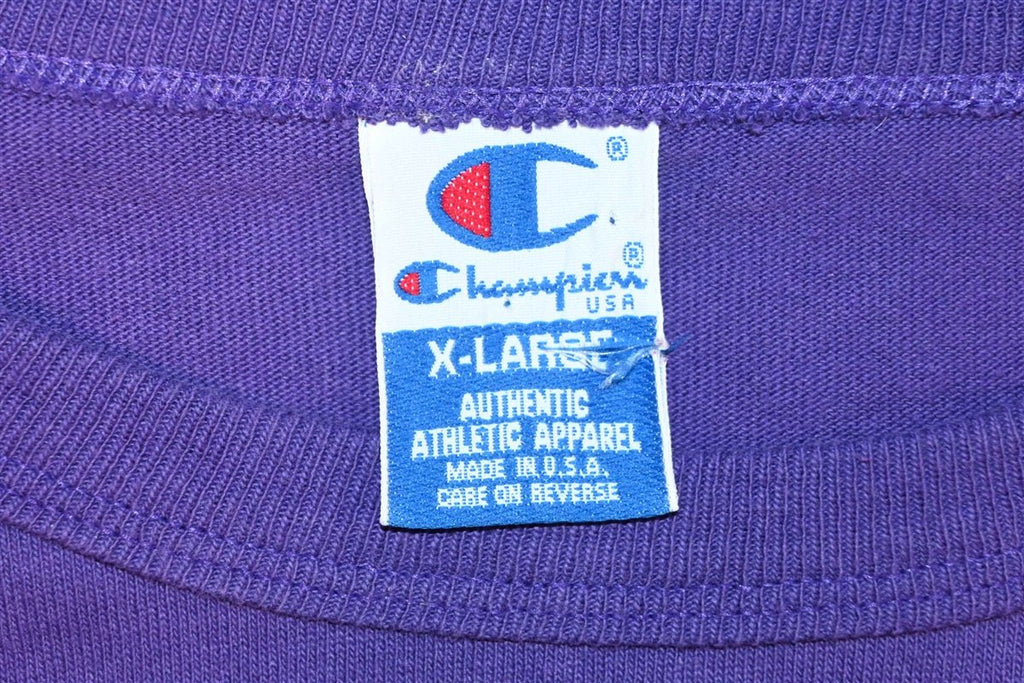 ®
Champion®
USA
X-LARGE
AUTHENTIC
ATHLETIC APPAREL
MADE IN U.S.A.
CARE ON REVERSE